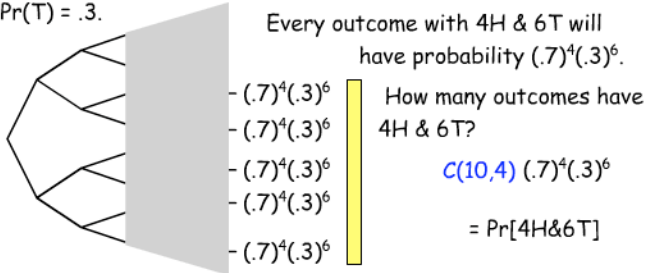 Pr(T) = .3.
Every outcome with 4H & 6T will
have probability (.7)⁴(.3)⁶.
(.7)⁴(.3)⁶
(.7)⁴(.3)⁶
(.7)⁴(.3)⁶
(.7)⁴(.3)⁶
(.7)⁴(.3)⁶
How many outcomes have
4H & 6T?
C(10,4) (.7)⁴(.3)⁶
= Pr[4H&6T]